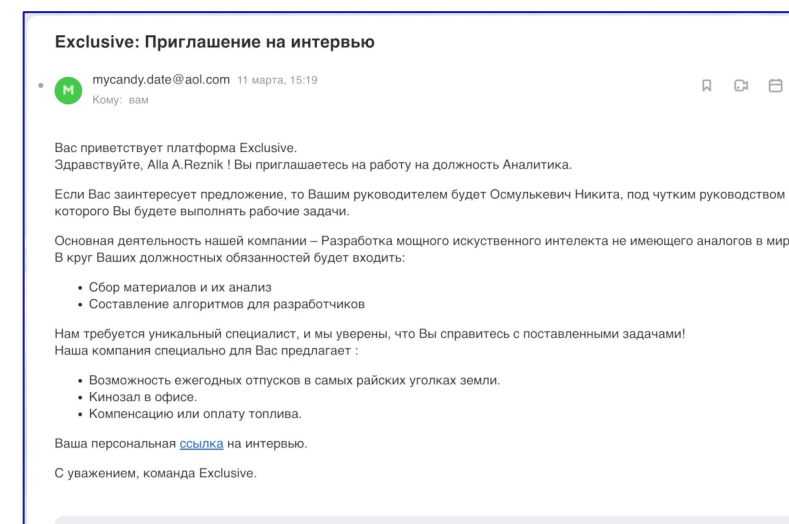 Exclusive: Приглашение на интервью
М
mycandy.date@aol.com 11 марта, 15:19
Кому: вам
Вас приветствует платформа Exclusive.
Здравствуйте, Alla A.Reznik ! Вы приглашаетесь на работу на должность Аналитика.
Если Вас заинтересует предложение, то Вашим руководителем будет Осмулькевич Никита, под чутким руководством
которого Вы будете выполнять рабочие задачи.
Основная деятельность нашей компании – Разработка мощного искуственного интелекта не имеющего аналогов в мир
В круг Ваших должностных обязанностей будет входить:
• Сбор материалов и их анализ
• Составление алгоритмов для разработчиков
Нам требуется уникальный специалист, и мы уверены, что Вы справитесь с поставленными задачами!
Наша компания специально для Вас предлагает :
• Возможность ежегодных отпусков в самых райских уголках земли.
• Кинозал в офисе.
• Компенсацию или оплату топлива.
Ваша персональная ссылка на интервью.
С уважением, команда Exclusive.